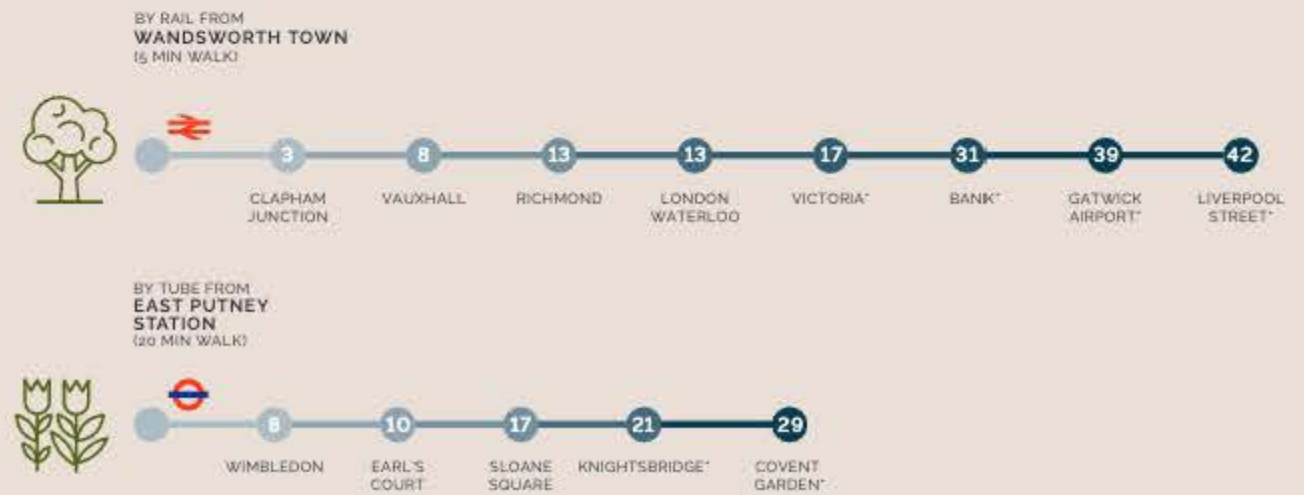 BY RAIL FROM
WANDSWORTH TOWN
(5 MIN WALK)
3 8 13 13 17 31 39 42
CLAPHAM JUNCTION
VAUXHALL
RICHMOND
LONDON WATERLOO
VICTORIA*
BANK*
GATWICK AIRPORT*
LIVERPOOL STREET*
BY TUBE FROM
EAST PUTNEY
STATION
(20 MIN WALK)
8 10 17 21 29
WIMBLEDON
EARL'S COURT
SLOANE SQUARE
KNIGHTSBRIDGE*
COVENT GARDEN*